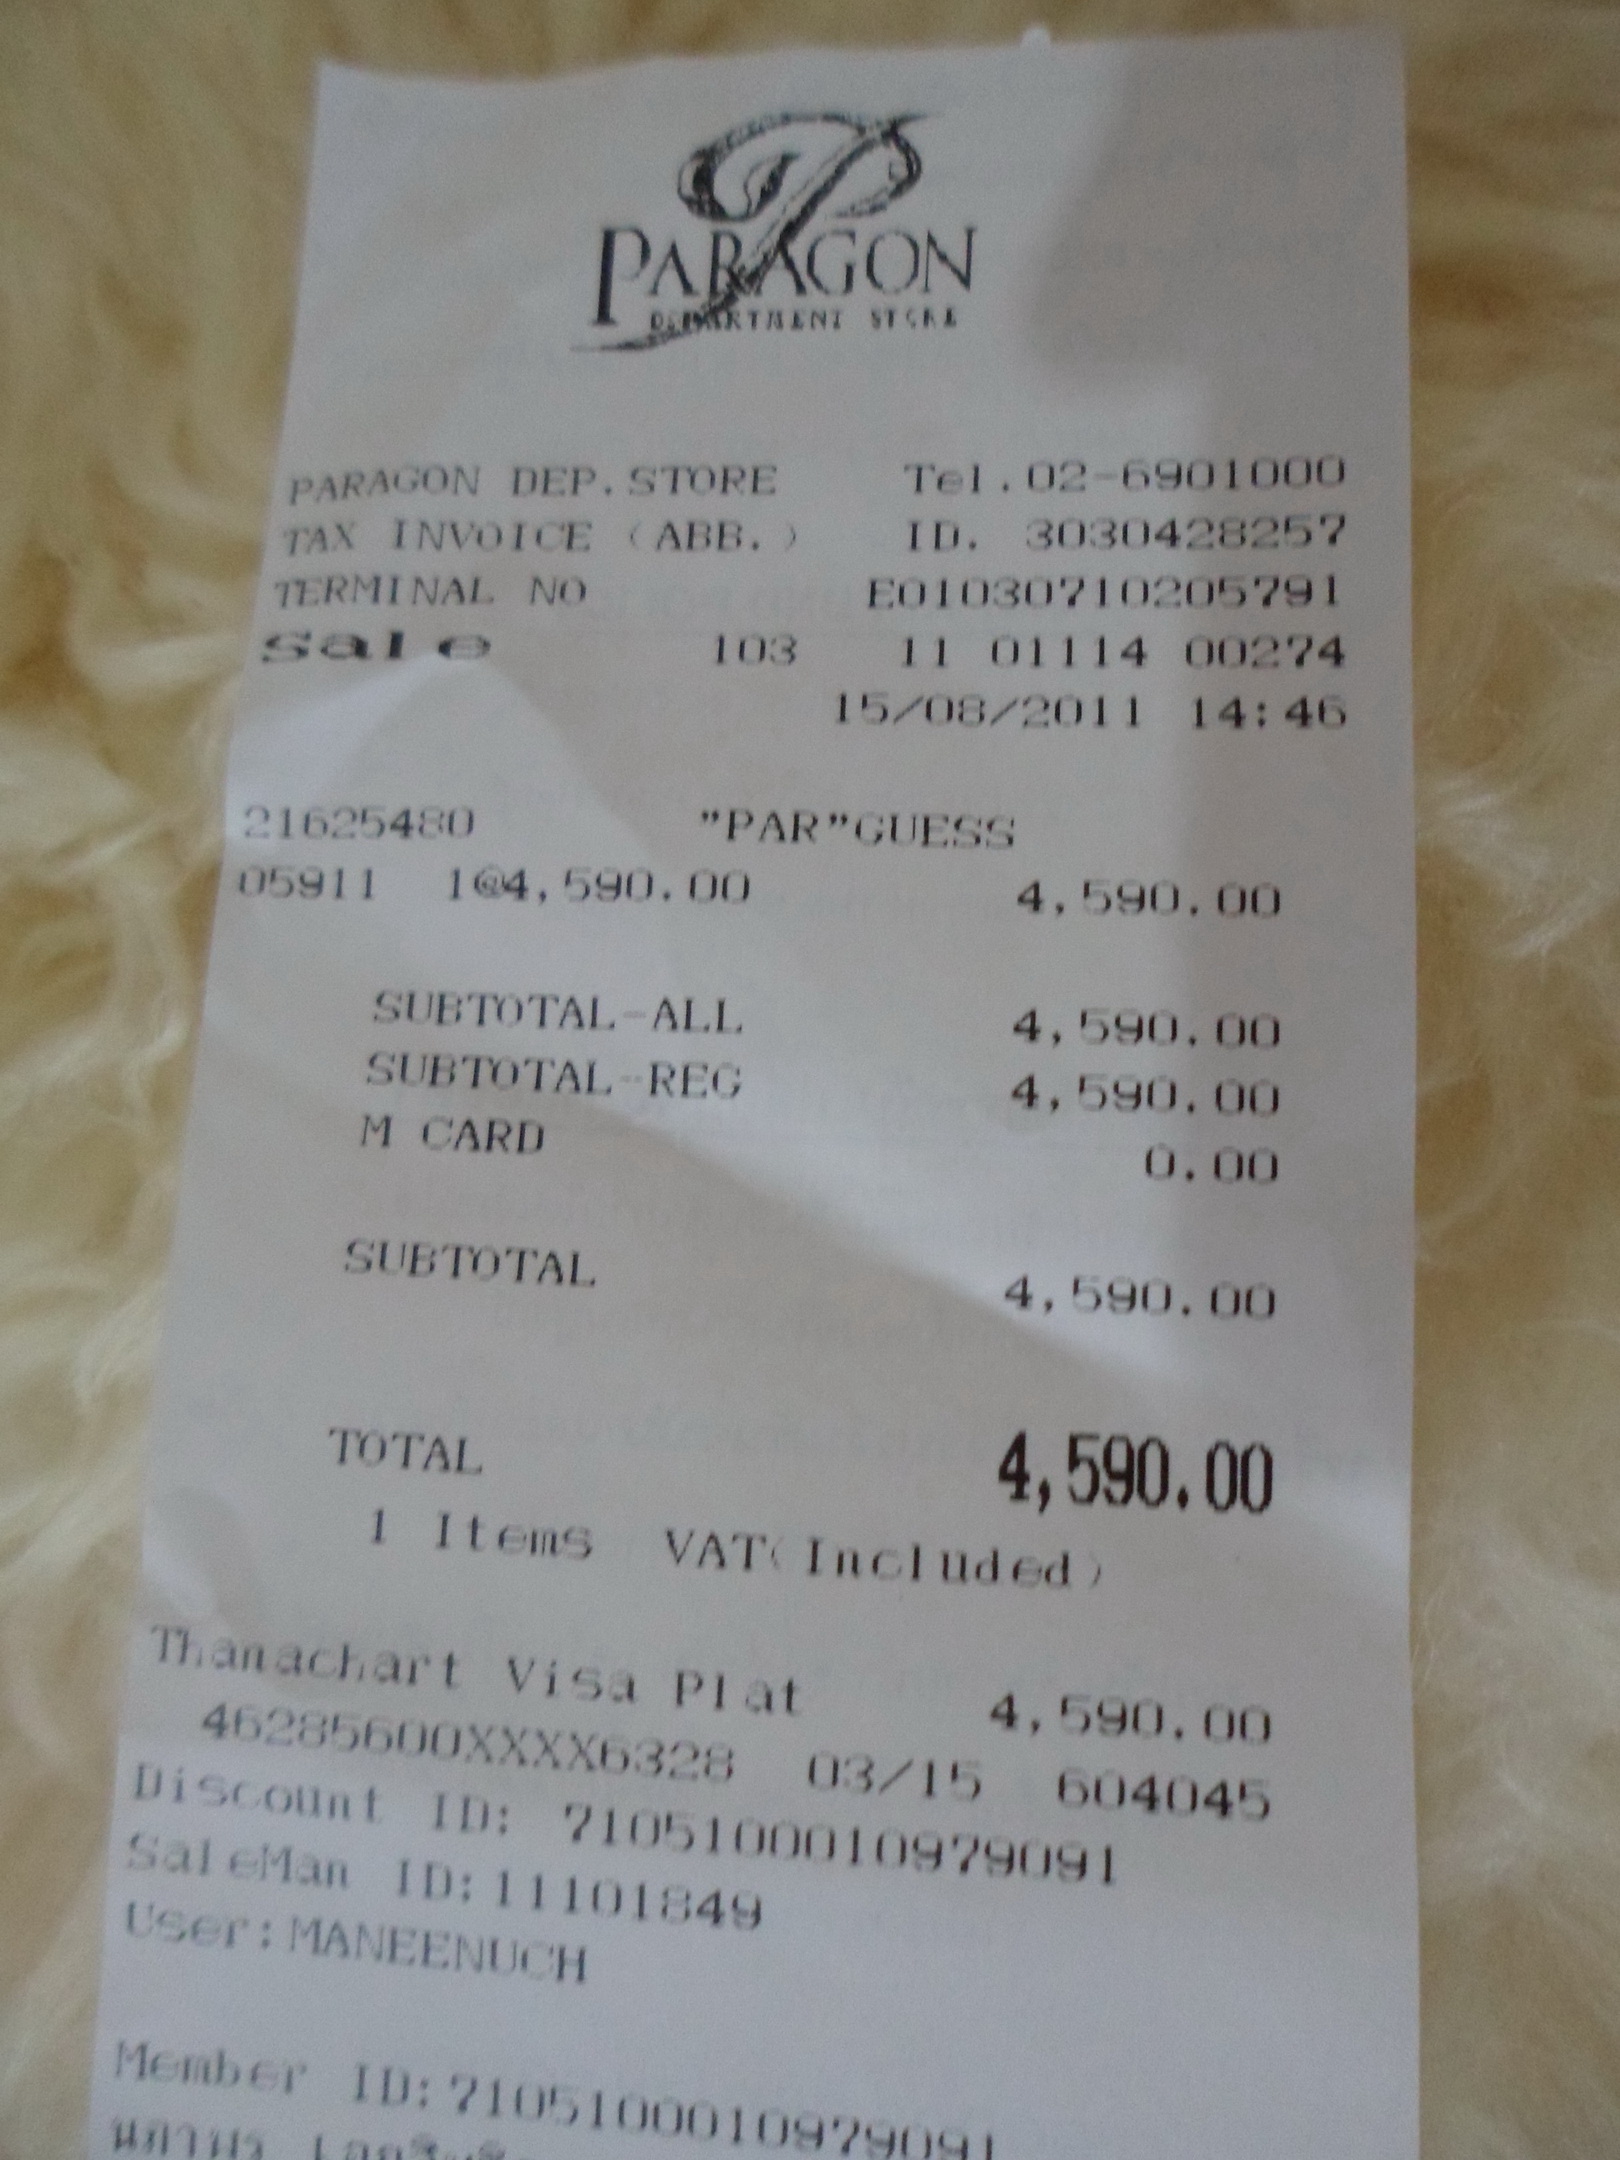 PARAGON
DEPARTMENT STORE
PARAGON DEP.STORE Tel.02-6901000
TAX INVOICE (ABB.) ID. 3030428257
TERMINAL NO E01030710205791
sale 103 11 01114 00274
15/08/2011 14:46
21625480 "PAR"GUESS
05911 1@4,590.00 4,590.00
SUBTOTAL-ALL 4,590.00
SUBTOTAL-REG 4,590.00
M CARD 0.00
SUBTOTAL 4,590.00
TOTAL 4,590.00
1 Items VAT(Included)
Thanachart Visa Plat 4,590.00
46285600XXXX6328 03/15 604045
Discount ID: 7105100010979091
SaleMan ID:11101849
User:MANEENUCH
Member ID:7105100010979091